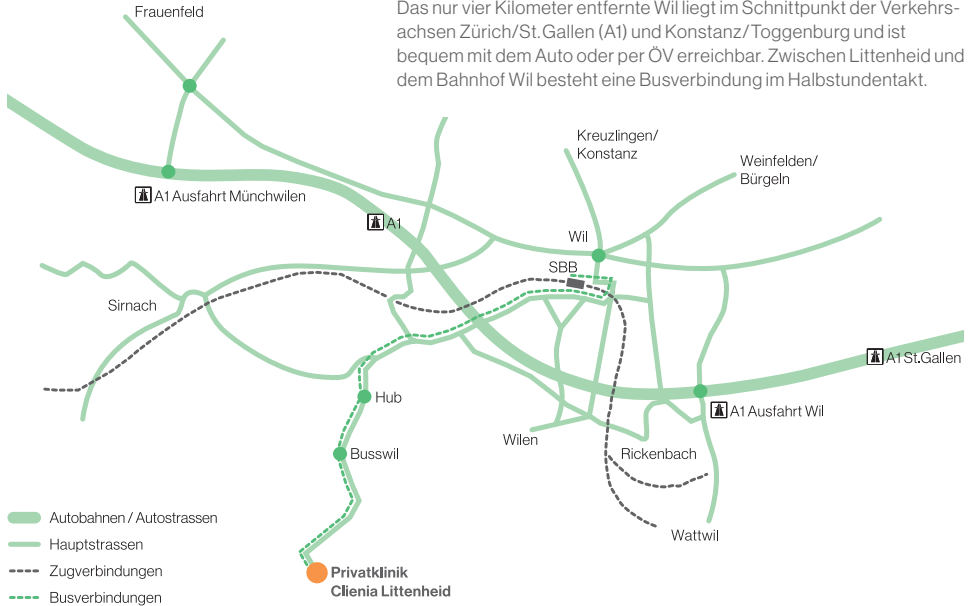 Das nur vier Kilometer entfernte Wil liegt im Schnittpunkt der Verkehrs-
achsen Zürich/St. Gallen (A1) und Konstanz/Toggenburg und ist
bequem mit dem Auto oder per ÖV erreichbar. Zwischen Littenheid und
dem Bahnhof Wil besteht eine Busverbindung im Halbstundentakt.
Frauenfeld
Kreuzlingen/
Konstanz
Weinfelden/
Bürgeln
A1 Ausfahrt Münchwilen
A1
Wil
SBB
Sirnach
A1 St. Gallen
Hub
A1 Ausfahrt Wil
Wilen
Busswil
Rickenbach
Wattwil
Autobahnen / Autostrassen
Hauptstrassen
Zugverbindungen
Busverbindungen
Privatklinik
Clienia Littenheid